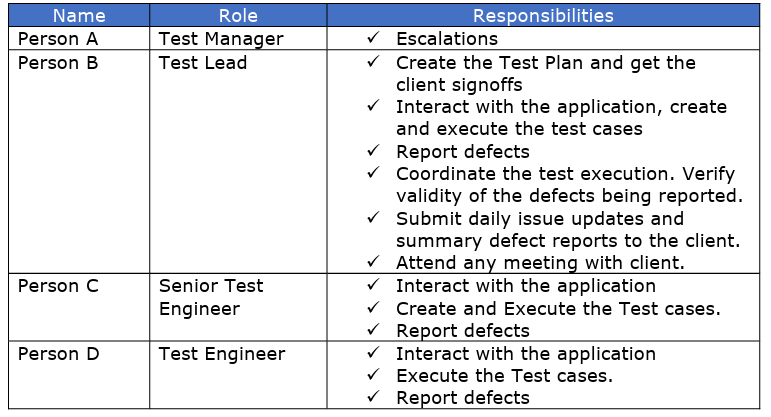 Name Role Responsibilities
Person A Test Manager ✓ Escalations
Person B Test Lead ✓ Create the Test Plan and get the
client signoffs
✓ Interact with the application, create
and execute the test cases
✓ Report defects
✓ Coordinate the test execution. Verify
validity of the defects being reported.
✓ Submit daily issue updates and
summary defect reports to the client.
✓ Attend any meeting with client.
Person C Senior Test ✓ Interact with the application
Engineer ✓ Create and Execute the Test cases.
✓ Report defects
Person D Test Engineer ✓ Interact with the application
✓ Execute the Test cases.
✓ Report defects